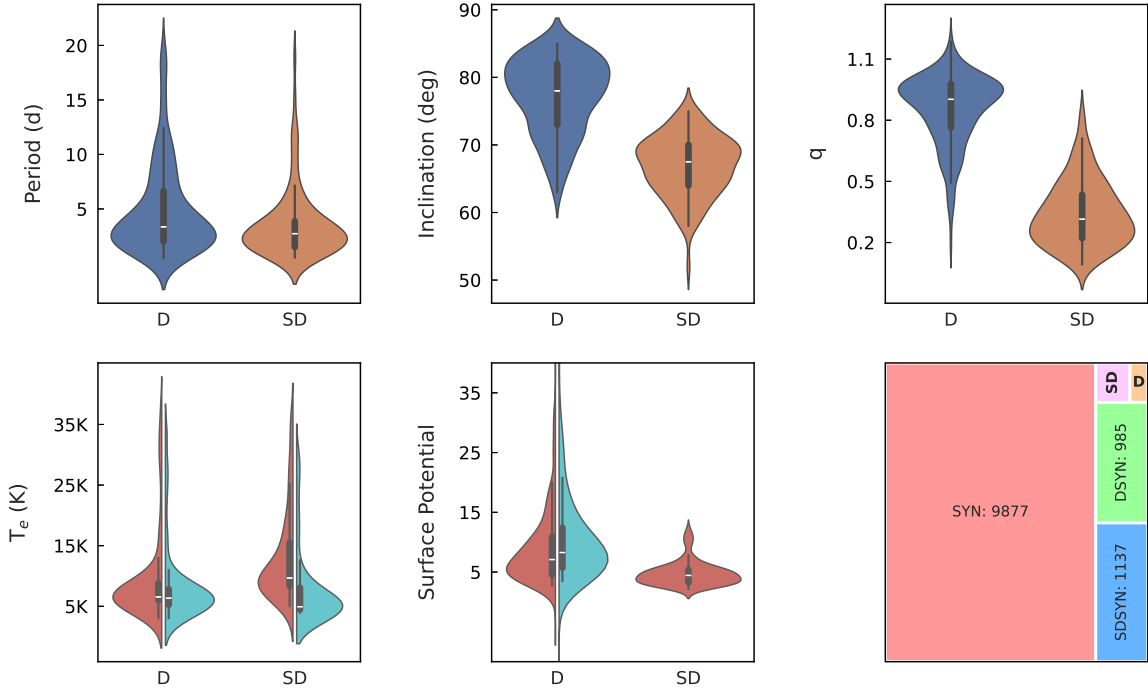 Period (d)
20
15
10
5
D
SD
Inclination (deg)
90
80
70
60
50
D
SD
q
1.1
0.8
0.5
0.2
D
SD
Te (K)
35K
25K
15K
5K
D
SD
Surface Potential
35
25
15
5
D
SD
SYN: 9877
SD
D
DSYN: 985
SDSYN: 1137